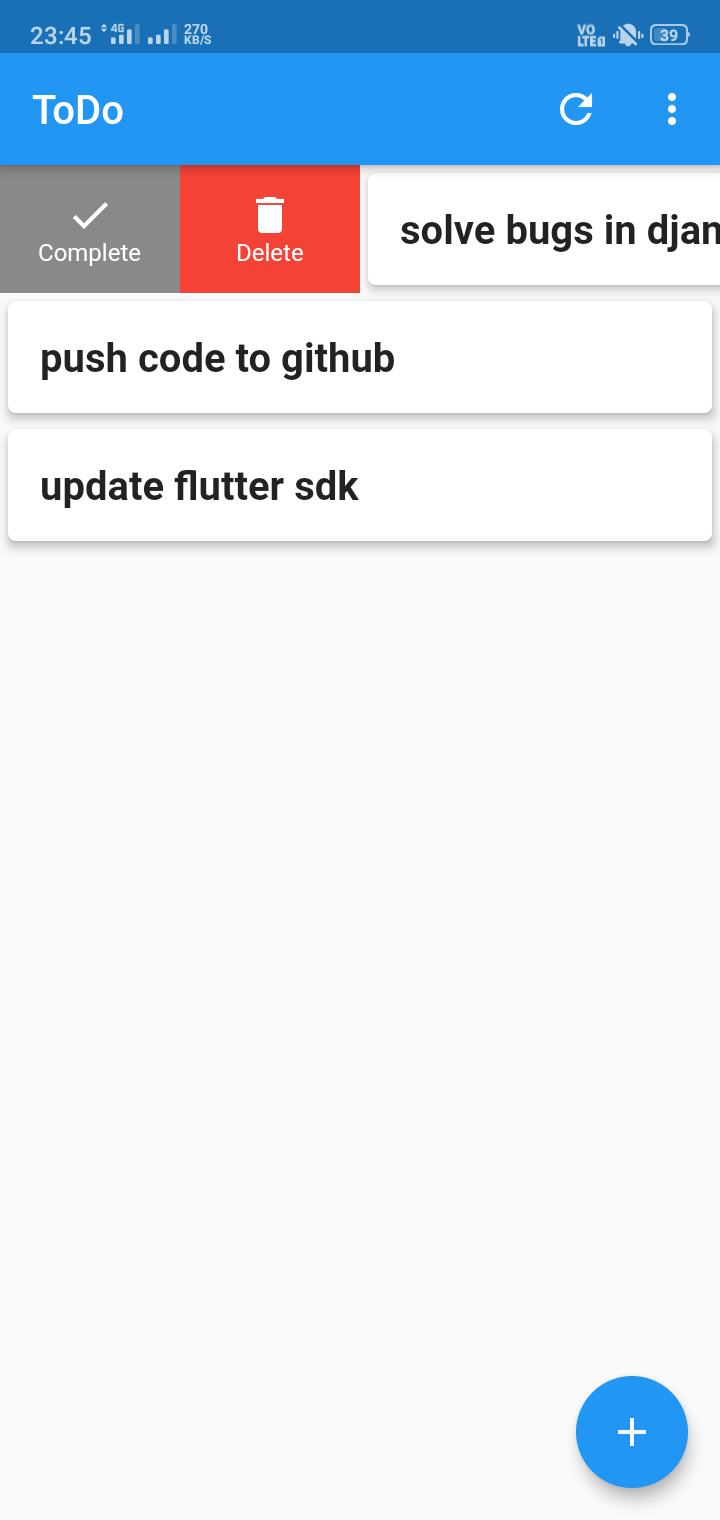 23:45 4G 270 KB/S VO LTE1 39
ToDo
Complete Delete solve bugs in djan
push code to github
update flutter sdk